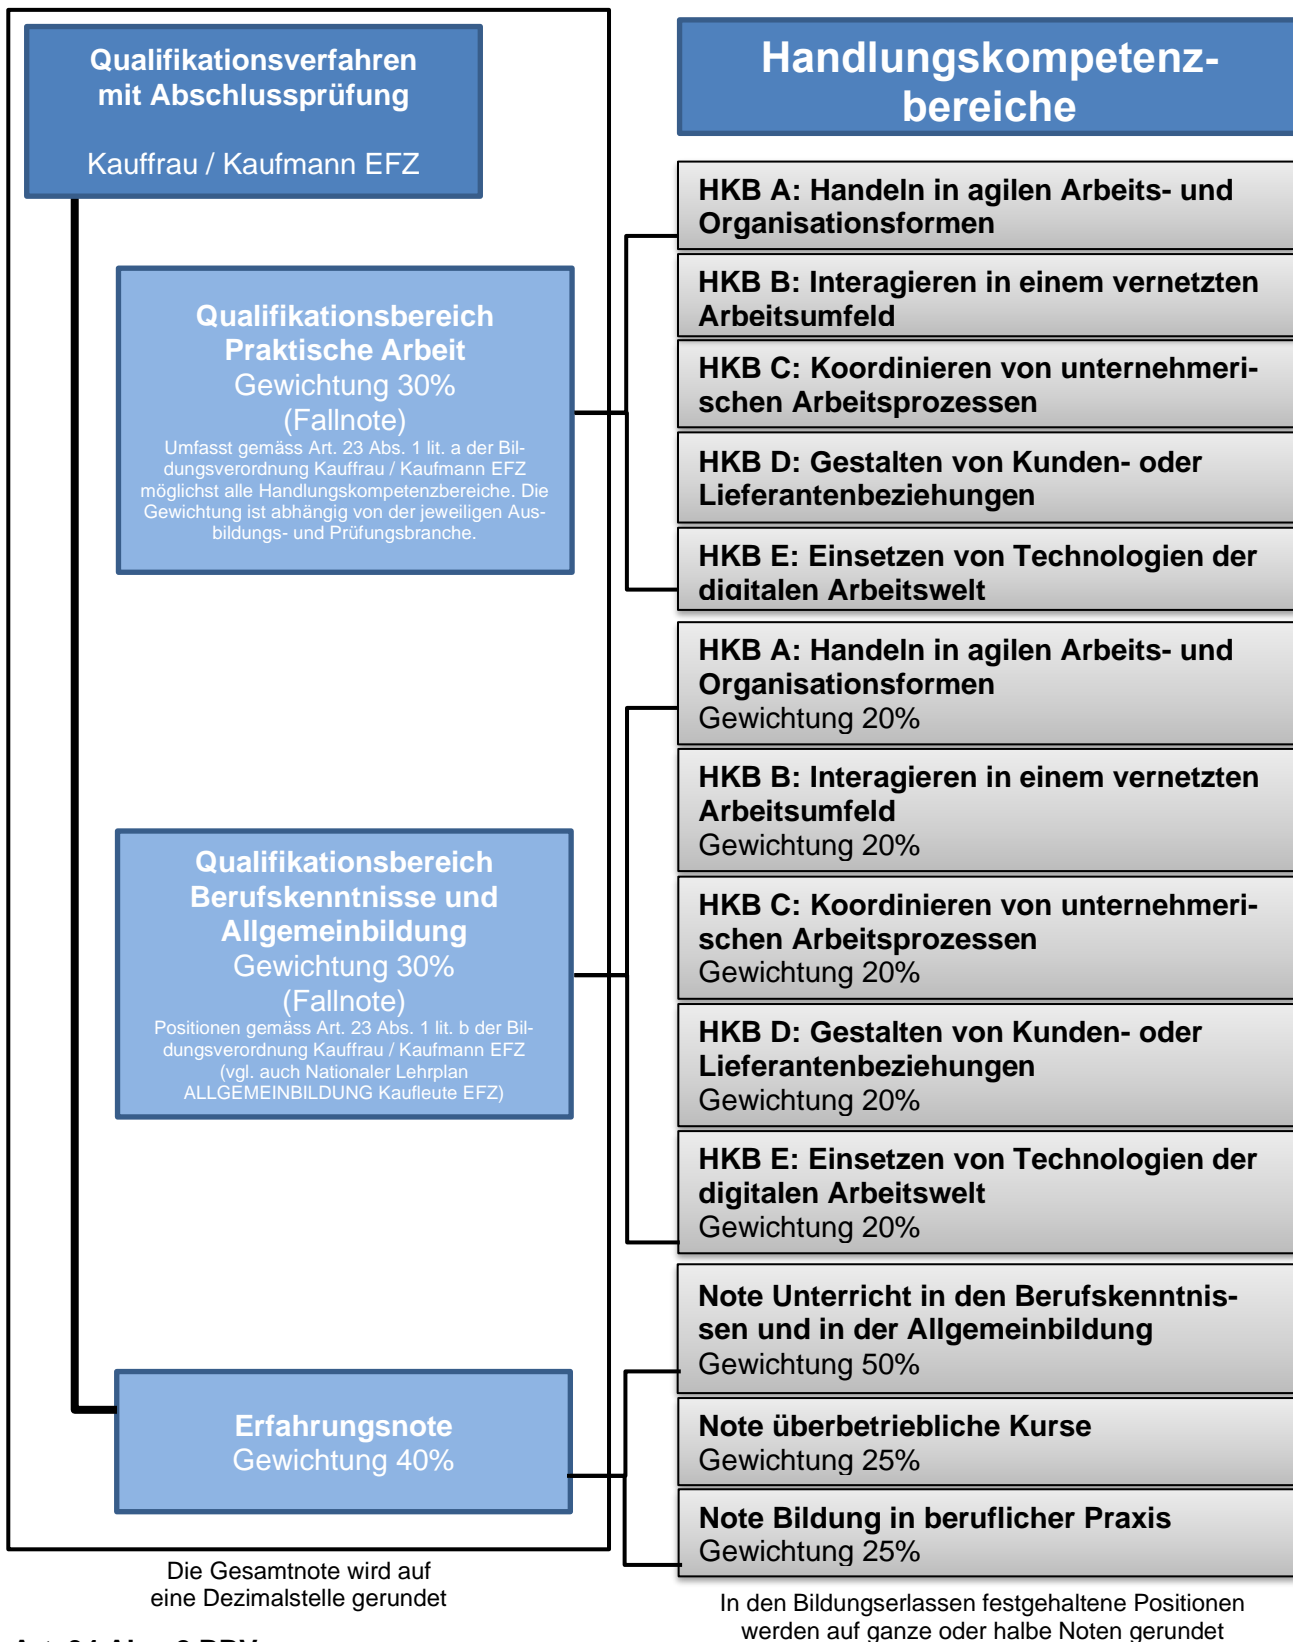 Qualifikationsverfahren
mit Abschlussprüfung
Kauffrau / Kaufmann EFZ
Handlungskompetenz-
bereiche
Qualifikationsbereich
Praktische Arbeit
Gewichtung 30%
(Fallnote)
Umfasst gemäss Art. 23 Abs. 1 lit. a der Bil-
dungsverordnung Kauffrau / Kaufmann EFZ
möglichst alle Handlungskompetenzbereiche. Die
Gewichtung ist abhängig von der jeweiligen Aus-
bildungs- und Prüfungsbranche.
HKB A: Handeln in agilen Arbeits- und
Organisationsformen
HKB B: Interagieren in einem vernetzten
Arbeitsumfeld
HKB C: Koordinieren von unternehmeri-
schen Arbeitsprozessen
HKB D: Gestalten von Kunden- oder
Lieferantenbeziehungen
HKB E: Einsetzen von Technologien der
digitalen Arbeitswelt
Qualifikationsbereich
Berufskenntnisse und
Allgemeinbildung
Gewichtung 30%
(Fallnote)
Positionen gemäss Art. 23 Abs. 1 lit. b der Bil-
dungsverordnung Kauffrau / Kaufmann EFZ
(vgl. auch Nationaler Lehrplan
ALLGEMEINBILDUNG Kaufleute EFZ)
HKB A: Handeln in agilen Arbeits- und
Organisationsformen
Gewichtung 20%
HKB B: Interagieren in einem vernetzten
Arbeitsumfeld
Gewichtung 20%
HKB C: Koordinieren von unternehmeri-
schen Arbeitsprozessen
Gewichtung 20%
HKB D: Gestalten von Kunden- oder
Lieferantenbeziehungen
Gewichtung 20%
HKB E: Einsetzen von Technologien der
digitalen Arbeitswelt
Gewichtung 20%
Erfahrungsnote
Gewichtung 40%
Note Unterricht in den Berufskenntnis-
sen und in der Allgemeinbildung
Gewichtung 50%
Note überbetriebliche Kurse
Gewichtung 25%
Note Bildung in beruflicher Praxis
Gewichtung 25%
Die Gesamtnote wird auf
eine Dezimalstelle gerundet
In den Bildungserlassen festgehaltene Positionen
werden auf ganze oder halbe Noten gerundet